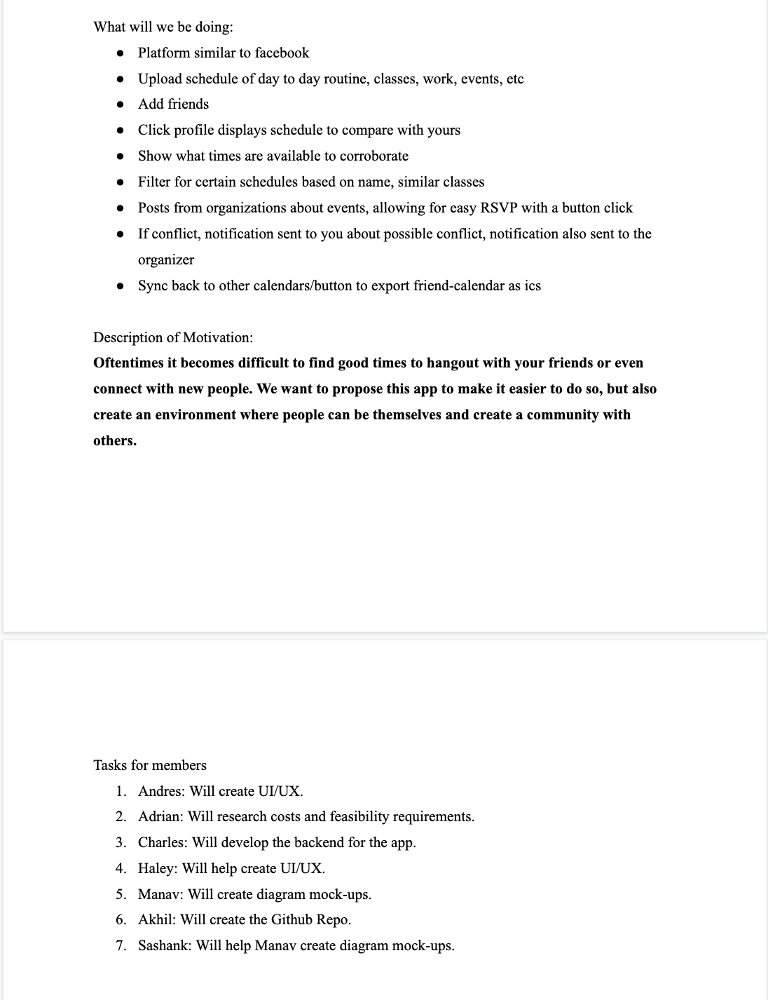 What will we be doing:
● Platform similar to facebook
● Upload schedule of day to day routine, classes, work, events, etc
● Add friends
● Click profile displays schedule to compare with yours
● Show what times are available to corroborate
● Filter for certain schedules based on name, similar classes
● Posts from organizations about events, allowing for easy RSVP with a button click
● If conflict, notification sent to you about possible conflict, notification also sent to the
organizer
● Sync back to other calendars/button to export friend-calendar as ics
Description of Motivation:
Oftentimes it becomes difficult to find good times to hangout with your friends or even
connect with new people. We want to propose this app to make it easier to do so, but also
create an environment where people can be themselves and create a community with
others.
Tasks for members
1. Andres: Will create UI/UX.
2. Adrian: Will research costs and feasibility requirements.
3. Charles: Will develop the backend for the app.
4. Haley: Will help create UI/UX.
5. Manav: Will create diagram mock-ups.
6. Akhil: Will create the Github Repo.
7. Sashank: Will help Manav create diagram mock-ups.